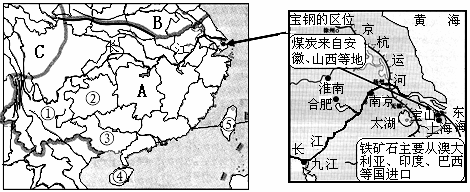 B
C
长
江
A
①
②
③
④
⑤
宝钢的区位
黄 海
煤炭来自安
徽、山西等地
京
杭
运
河
淮南
合肥
南京
太湖
宝山
上海
东
海
长
江
九江
铁矿石主要从澳大
利亚、印度、巴西
等国进口